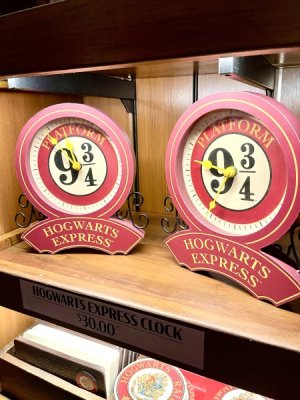 PLATFORM
9 3/4
HOGWARTS
EXPRESS
PLATFORM
9 3/4
HOGWARTS
EXPRESS
HOGWARTS EXPRESS CLOCK
$30.00